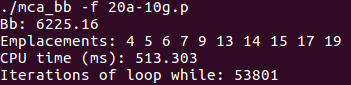 ./mca_bb -f 20a-10g.p
Bb: 6225.16
Emplacements: 4 5 6 7 9 13 14 15 17 19
CPU time (ms): 513.303
Iterations of loop while: 53801